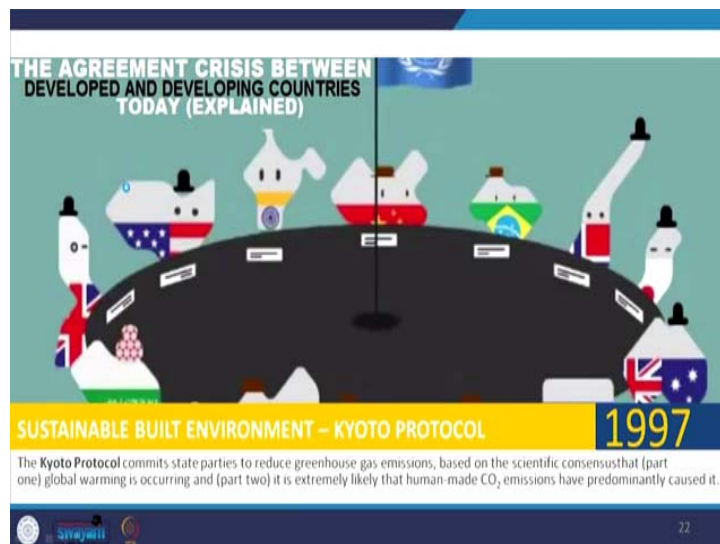 THE AGREEMENT CRISIS BETWEEN
DEVELOPED AND DEVELOPING COUNTRIES
TODAY (EXPLAINED)
SUSTAINABLE BUILT ENVIRONMENT – KYOTO PROTOCOL
1997
The Kyoto Protocol commits state parties to reduce greenhouse gas emissions, based on the scientific consensusthat (part
one) global warming is occurring and (part two) it is extremely likely that human-made CO₂ emissions have predominantly caused it.
swayam
22